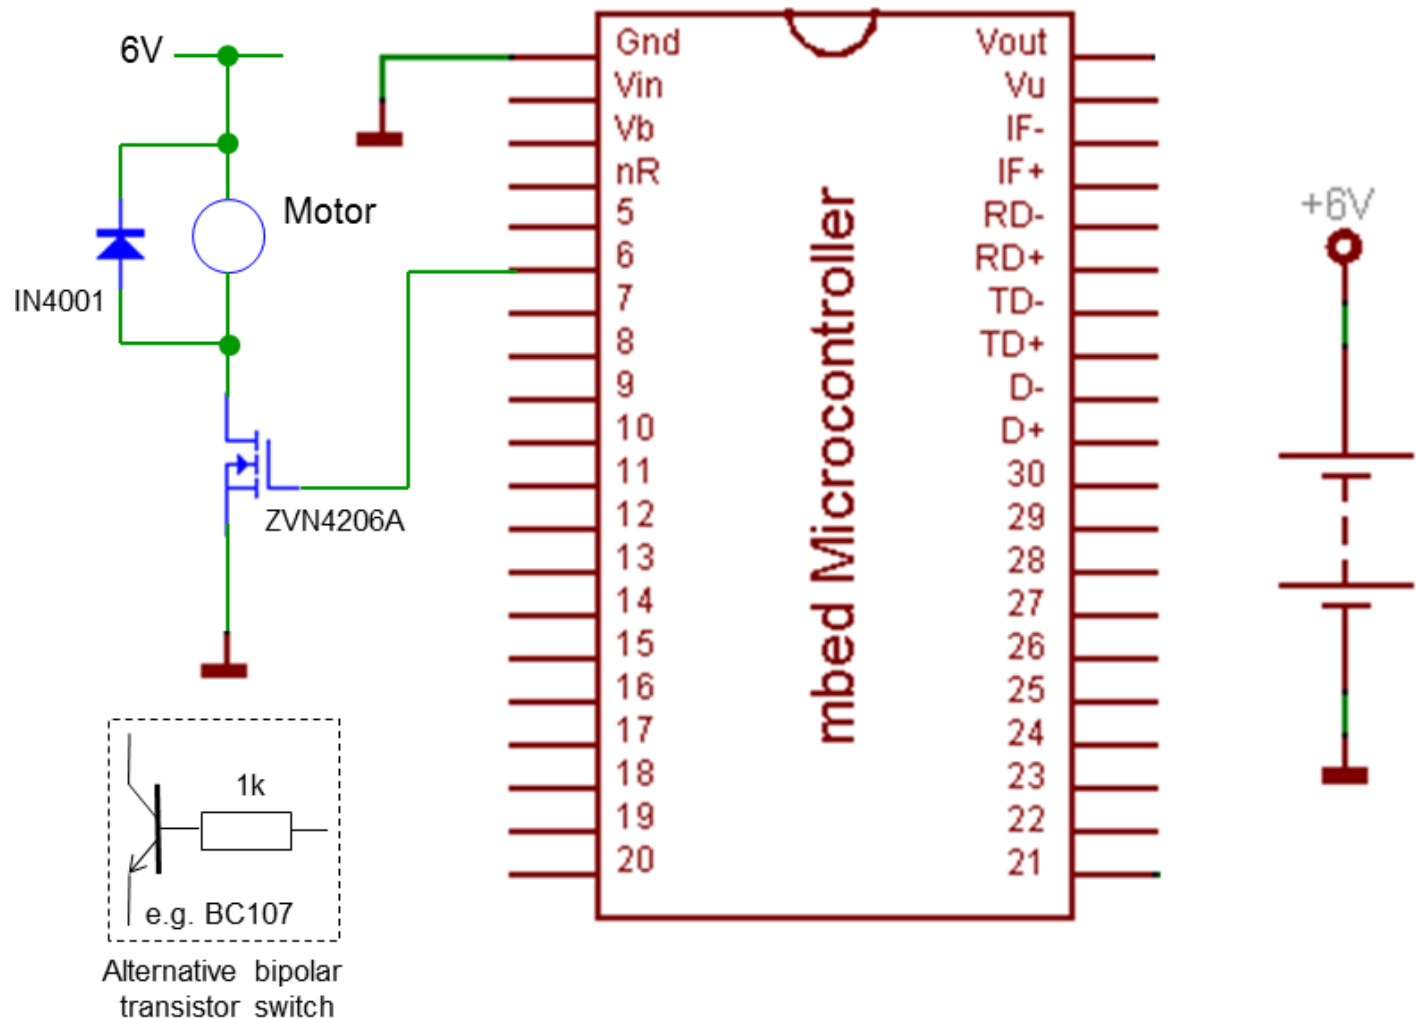 6V
Motor
IN4001
ZVN4206A
1k
e.g. BC107
Alternative bipolar
transistor switch
Gnd
Vin
Vb
nR
5
6
7
8
9
10
11
12
13
14
15
16
17
18
19
20
mbed Microcontroller
Vout
Vu
IF-
IF+
RD-
RD+
TD-
TD+
D-
D+
30
29
28
27
26
25
24
23
22
21
+6V